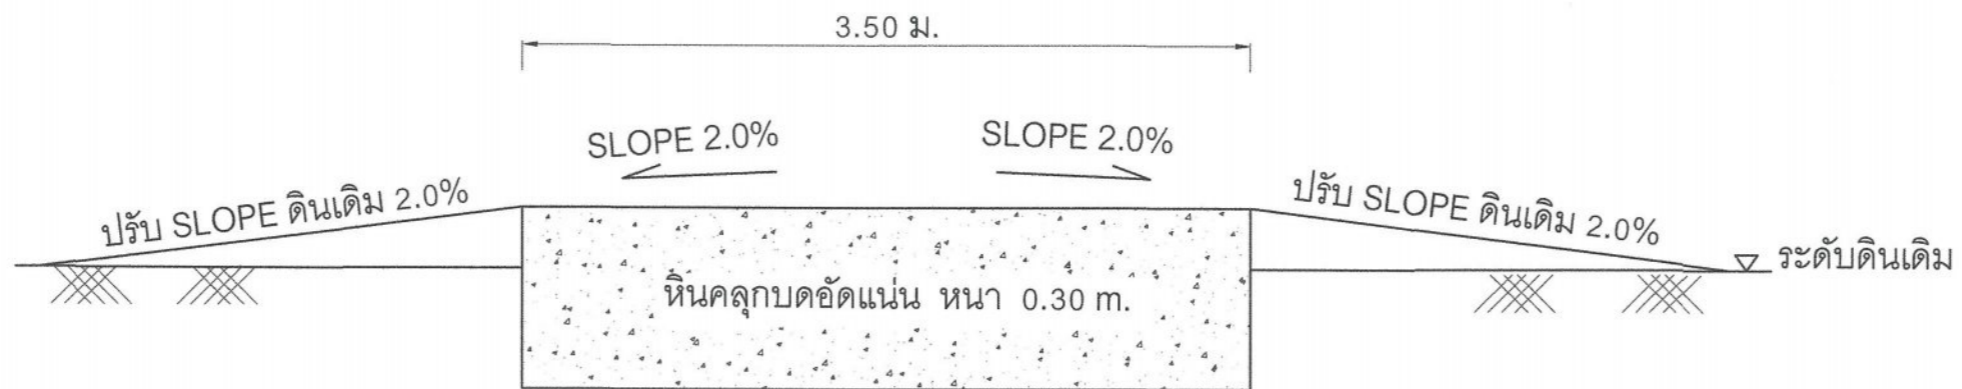 3.50 ม.
SLOPE 2.0%
SLOPE 2.0%
ปรับ SLOPE ดินเดิม 2.0%
ปรับ SLOPE ดินเดิม 2.0%
ระดับดินเดิม
หินคลุกบดอัดแน่น หนา 0.30 m.